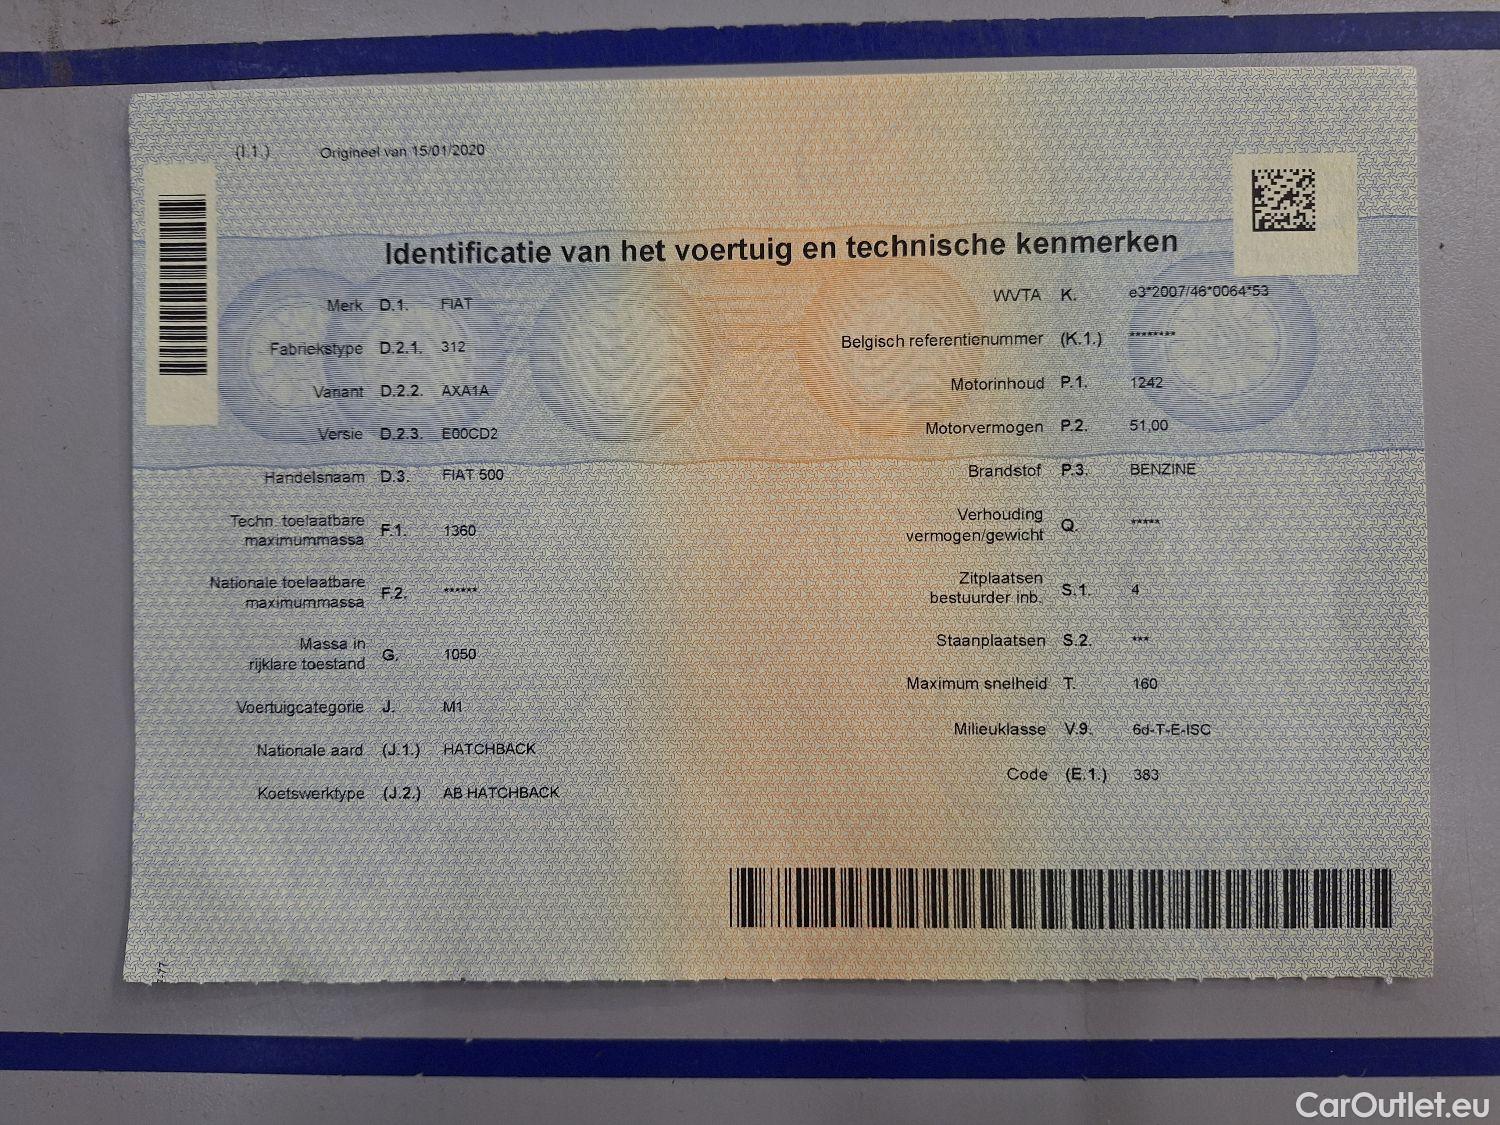 (I.1.) Origineel van 15/01/2020
Identificatie van het voertuig en technische kenmerken
Merk D.1. FIAT
Fabriekstype D.2.1. 312
Variant D.2.2. AXA1A
Versie D.2.3. E00CD2
Handelsnaam D.3. FIAT 500
Techn. toelaatbare
maximummassa F.1. 1360
Nationale toelaatbare
maximummassa F.2. ******
Massa in
rijklare toestand G. 1050
Voertuigcategorie J. M1
Nationale aard (J.1.) HATCHBACK
Koetswerktype (J.2.) AB HATCHBACK
WVTA K. e3*2007/46*0064*53
Belgisch referentienummer (K.1.) ********
Motorinhoud P.1. 1242
Motorvermogen P.2. 51,00
Brandstof P.3. BENZINE
Verhouding
vermogen/gewicht Q. *****
Zitplaatsen
bestuurder inb. S.1. 4
Staanplaatsen S.2. ***
Maximum snelheid T. 160
Milieuklasse V.9. 6d-T-E-ISC
Code (E.1.) 383
CarOutlet.eu